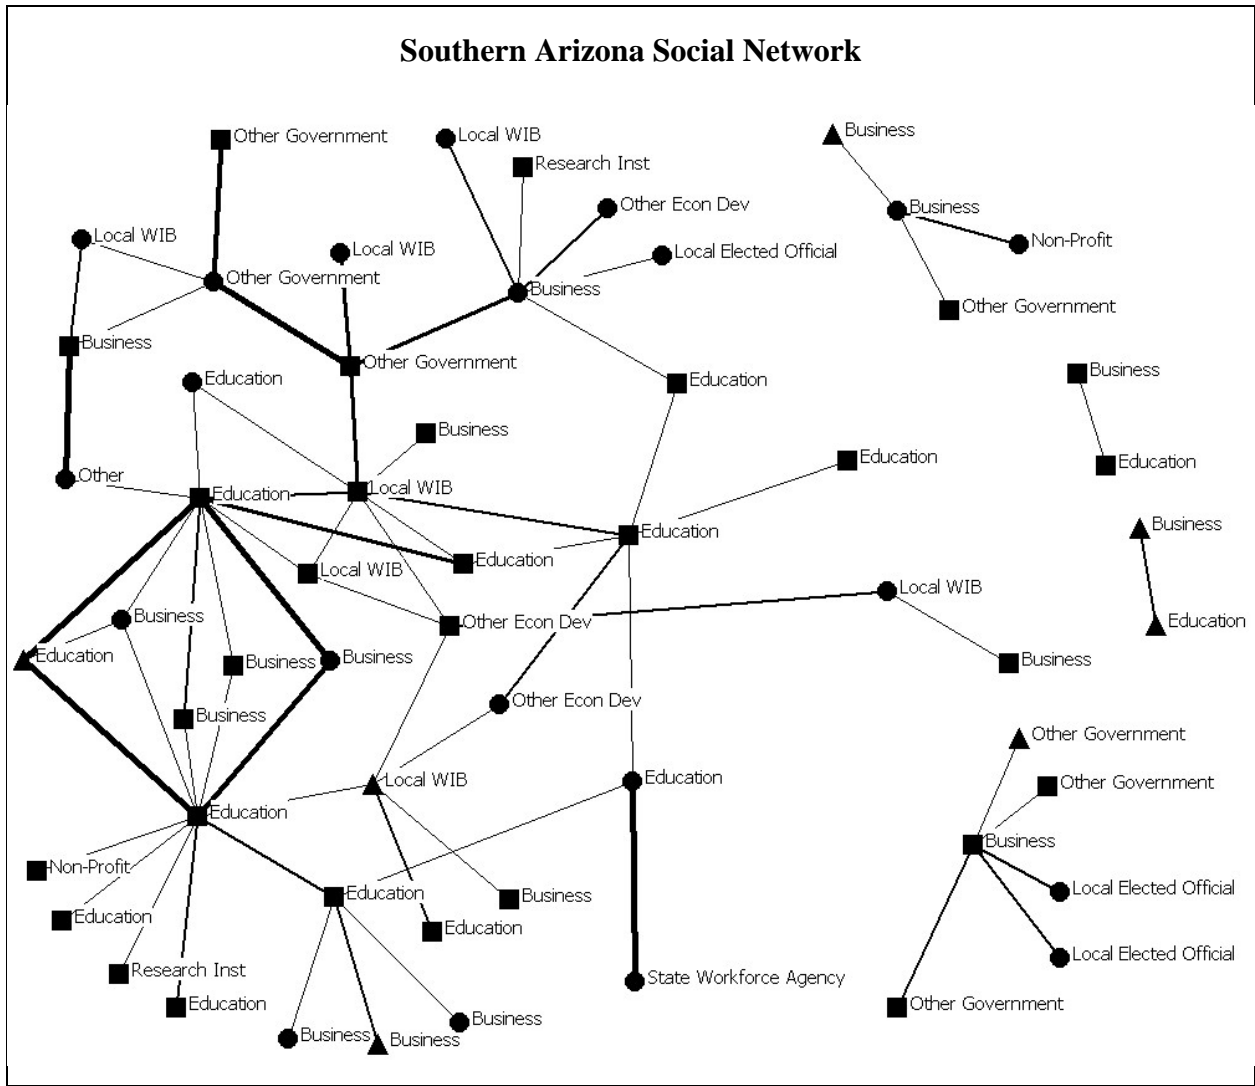 Southern Arizona Social Network
Business
Other Government
Local WIB
Research Inst
Other Econ Dev
Business
Local WIB
Non-Profit
Local WIB
Local Elected Official
Other Government
Business
Other Government
Business
Other Government
Business
Education
Education
Business
Education
Education
Other
Education
Local WIB
Business
Education
Education
Local WIB
Local WIB
Business
Other Econ Dev
Education
Education
Business
Business
Business
Other Econ Dev
Business
Other Government
Local WIB
Education
Other Government
Education
Business
Non-Profit
Education
Business
Local Elected Official
Education
Education
Local Elected Official
Research Inst
State Workforce Agency
Education
Other Government
Business
Business
Business